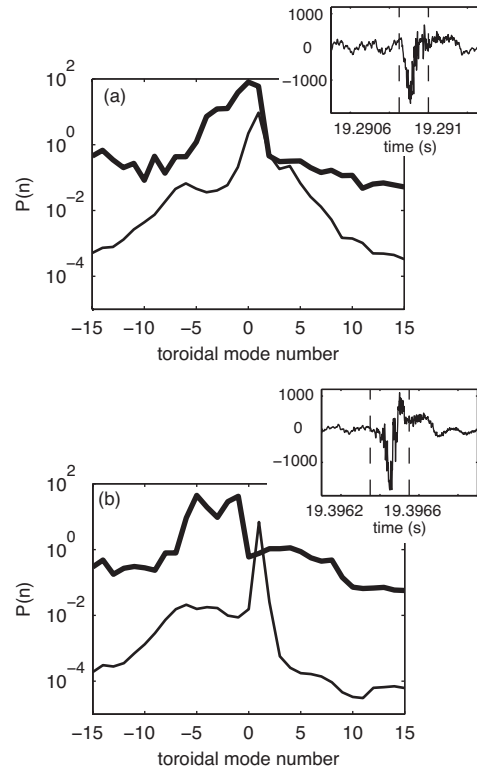 1000
0
−1000
19.2906 19.291
time (s)
(a)
10^2
10^0
10^−2
10^−4
P(n)
−15 −10 −5 0 5 10 15
toroidal mode number
1000
0
−1000
19.3962 19.3966
time (s)
(b)
10^2
10^0
10^−2
10^−4
P(n)
−15 −10 −5 0 5 10 15
toroidal mode number